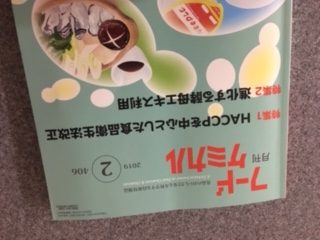 月刊
フード
ケミカル
2019
2
406
特集1 HACCPを中心とした食品衛生法改正
特集2 進化する酵母エキス利用